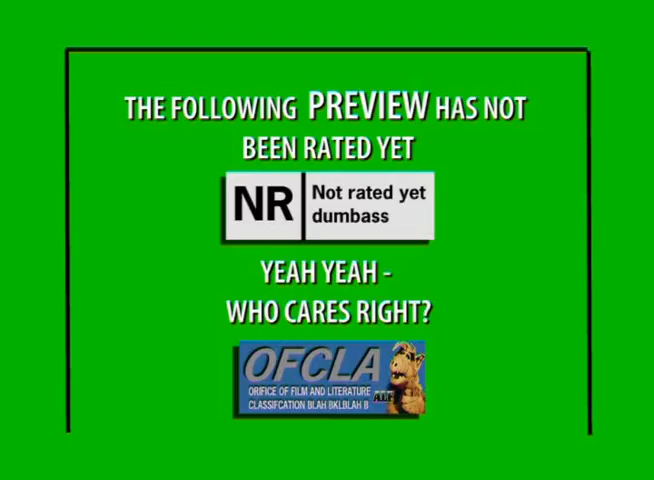 THE FOLLOWING PREVIEW HAS NOT
BEEN RATED YET
NR
Not rated yet
dumbass
YEAH YEAH -
WHO CARES RIGHT?
OFCLA
ORIFICE OF FILM AND LITERATURE
CLASSIFCATION BLAH BKLBLAH B
ALF